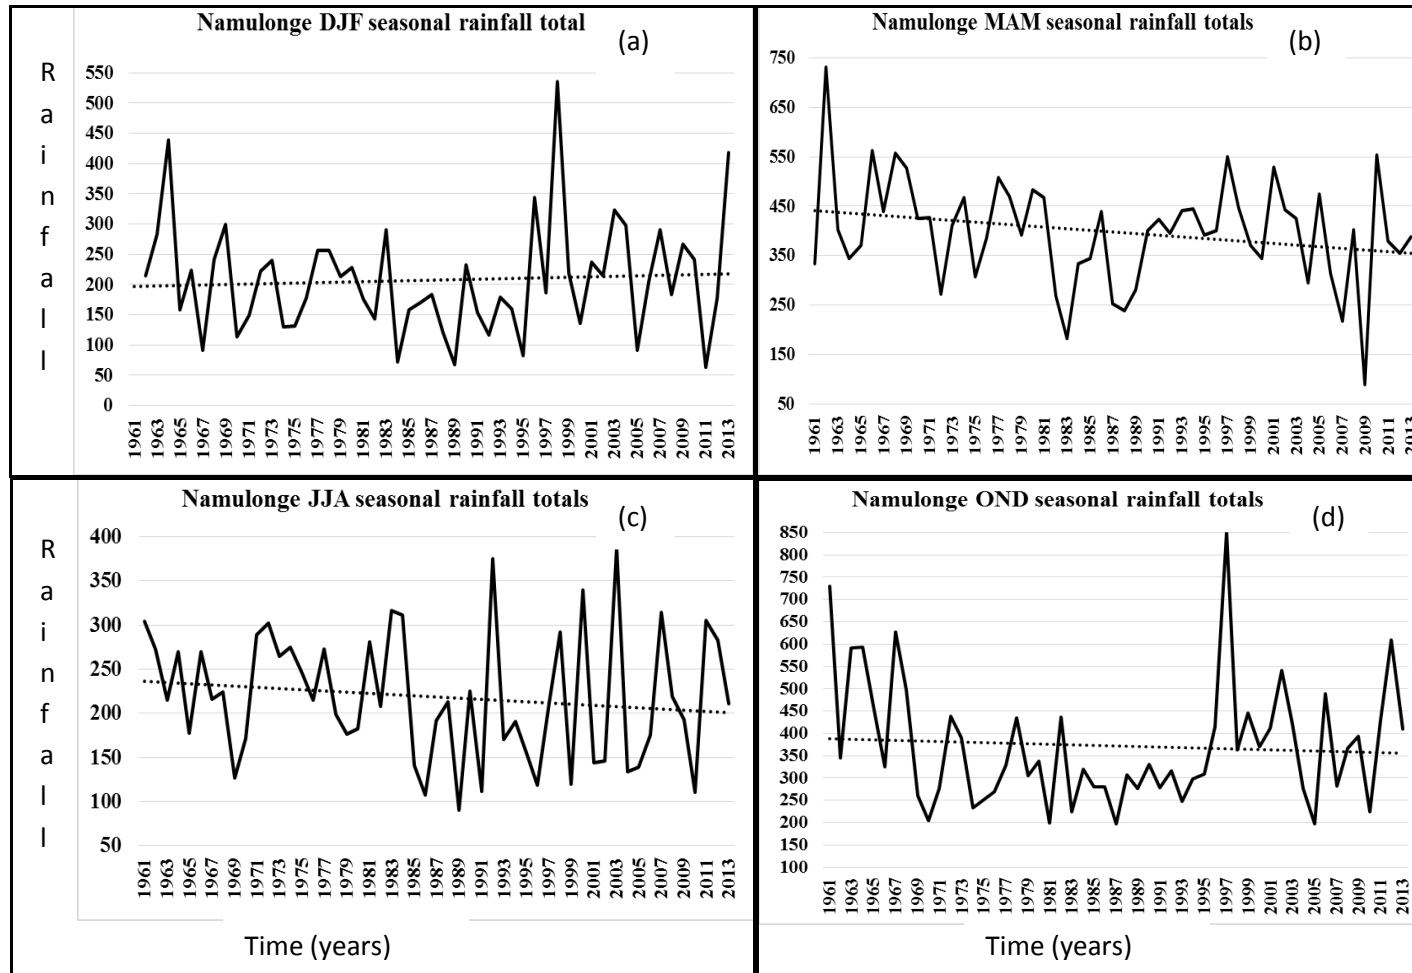 Namulonge DJF seasonal rainfall total
(a)
R
a
i
n
f
a
l
l
550
500
450
400
350
300
250
200
150
100
50
0
1961 1963 1965 1967 1969 1971 1973 1975 1977 1979 1981 1983 1985 1987 1989 1991 1993 1995 1997 1999 2001 2003 2005 2007 2009 2011 2013
Namulonge MAM seasonal rainfall totals
(b)
750
650
550
450
350
250
150
50
1961 1963 1965 1967 1969 1971 1973 1975 1977 1979 1981 1983 1985 1987 1989 1991 1993 1995 1997 1999 2001 2003 2005 2007 2009 2011 2013
Namulonge JJA seasonal rainfall totals
(c)
R
a
i
n
f
a
l
l
400
350
300
250
200
150
100
50
1961 1963 1965 1967 1969 1971 1973 1975 1977 1979 1981 1983 1985 1987 1989 1991 1993 1995 1997 1999 2001 2003 2005 2007 2009 2011 2013
Time (years)
Namulonge OND seasonal rainfall totals
(d)
850
800
750
700
650
600
550
500
450
400
350
300
250
200
150
100
1961 1963 1965 1967 1969 1971 1973 1975 1977 1979 1981 1983 1985 1987 1989 1991 1993 1995 1997 1999 2001 2003 2005 2007 2009 2011 2013
Time (years)